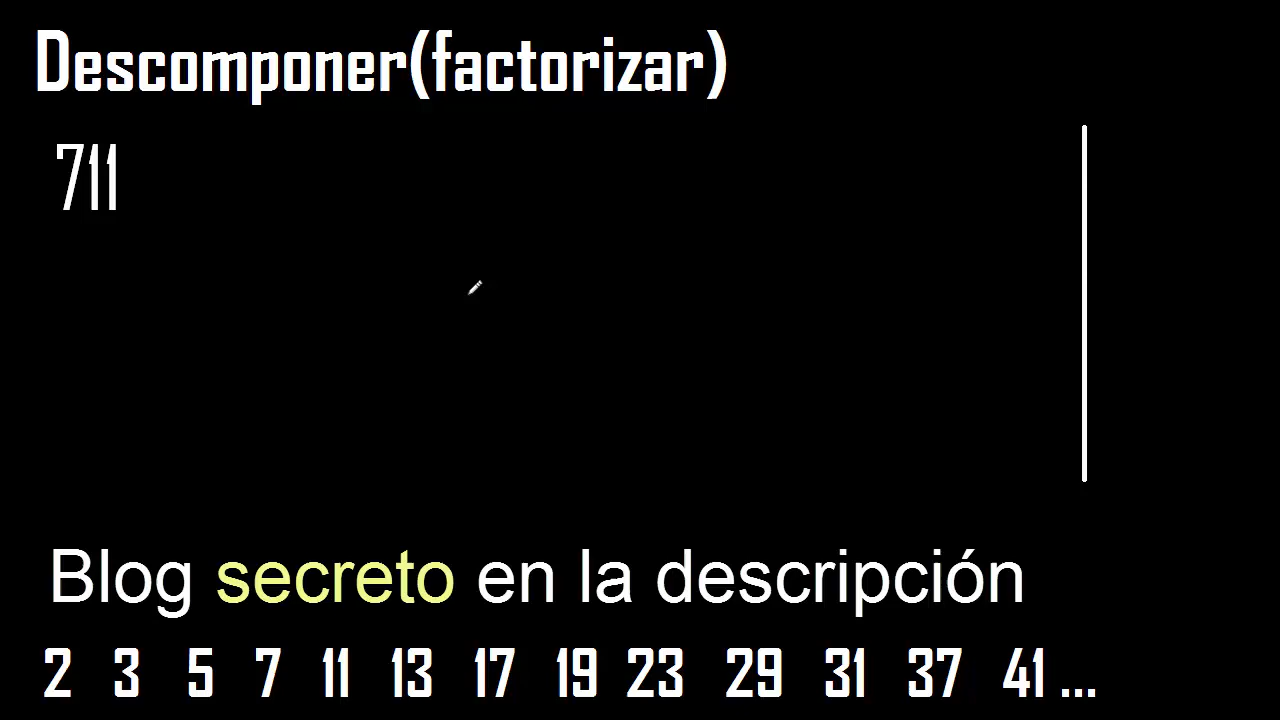 Descomponer(factorizar)
711
Blog secreto en la descripción
2 3 5 7 11 13 17 19 23 29 31 37 41 ...